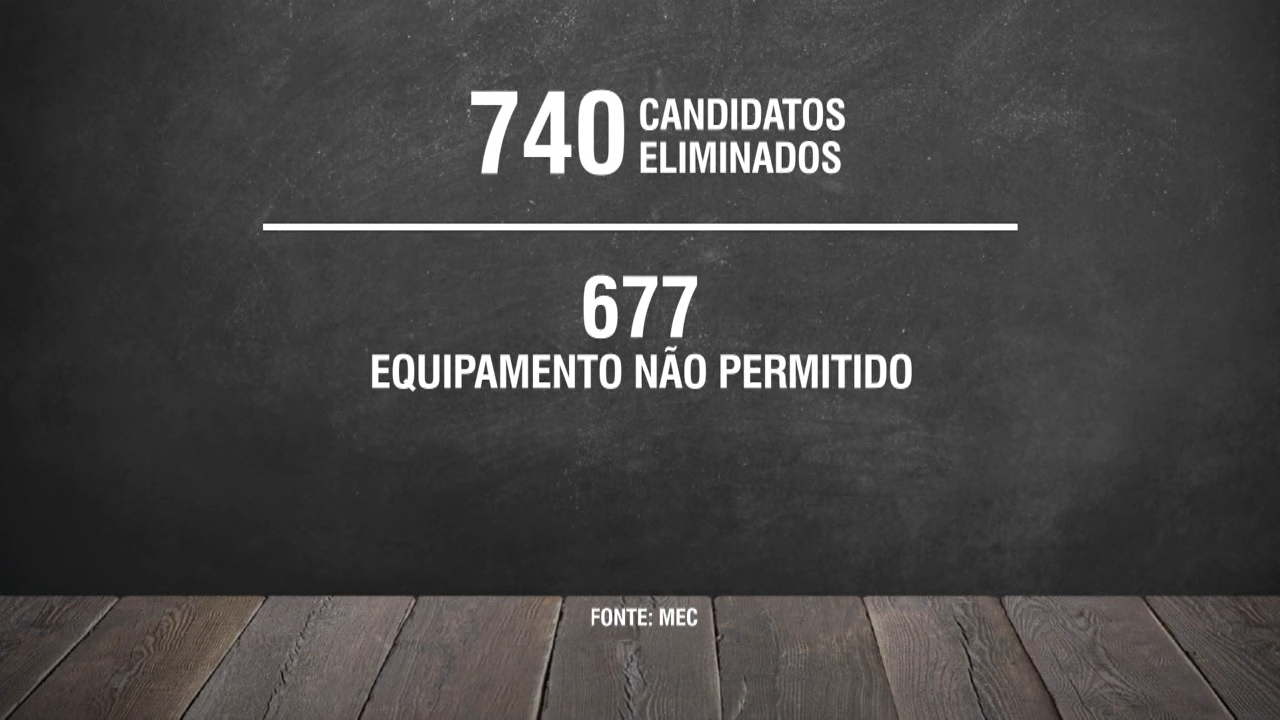 740 CANDIDATOS
ELIMINADOS
677
EQUIPAMENTO NÃO PERMITIDO
FONTE: MEC